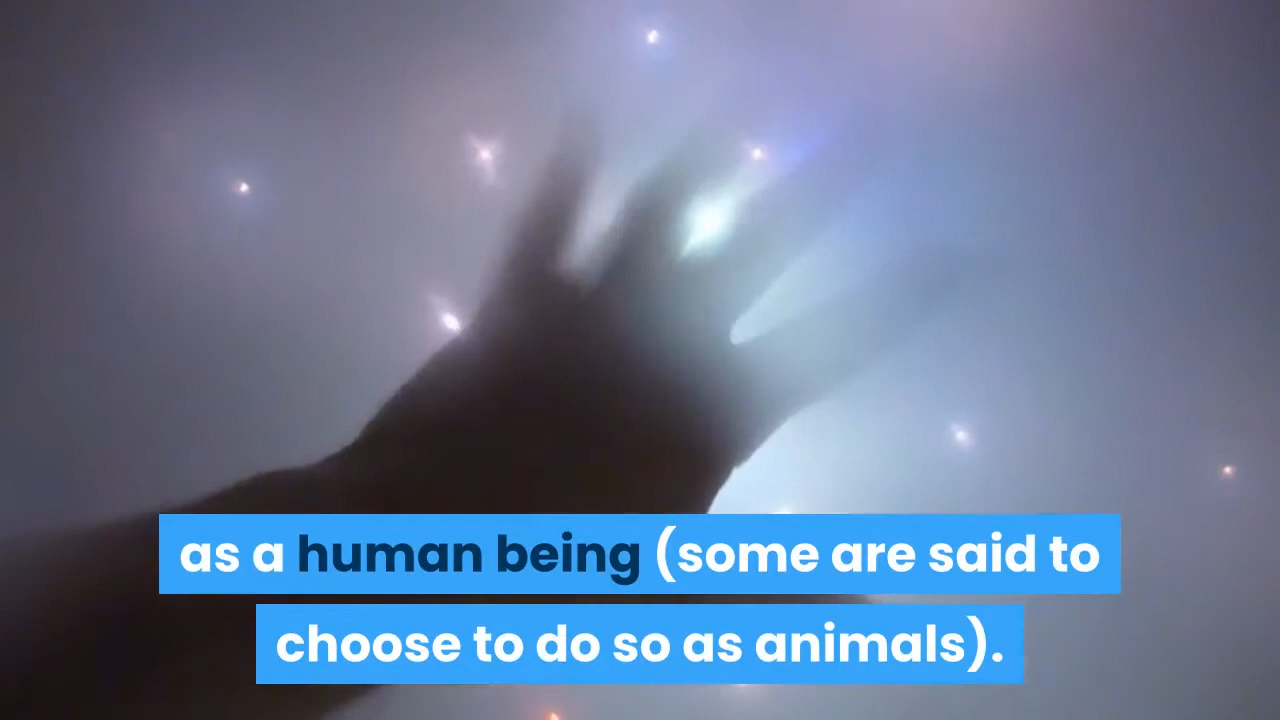 as a human being (some are said to
choose to do so as animals).